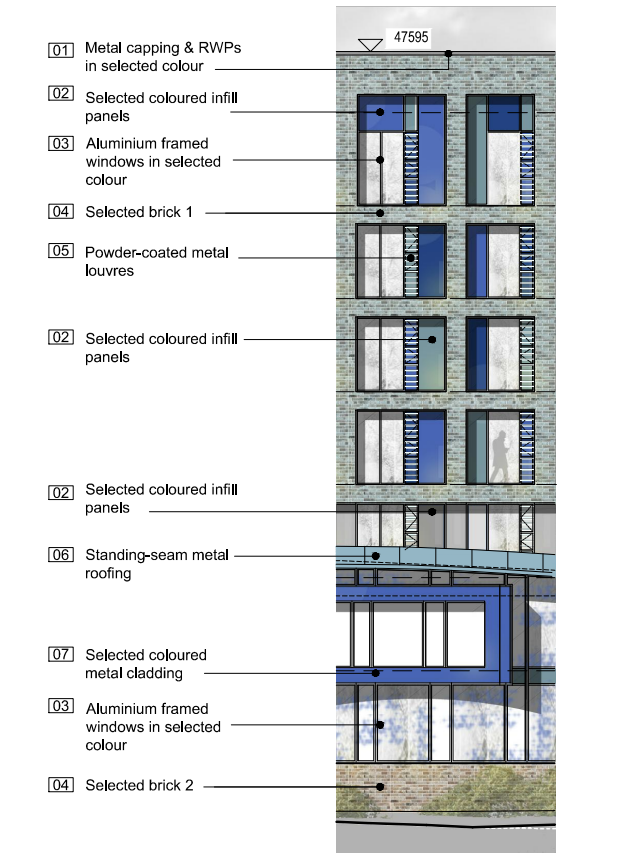 47595
01 Metal capping & RWPs
in selected colour
02 Selected coloured infill
panels
03 Aluminium framed
windows in selected
colour
04 Selected brick 1
05 Powder-coated metal
louvres
02 Selected coloured infill
panels
02 Selected coloured infill
panels
06 Standing-seam metal
roofing
07 Selected coloured
metal cladding
03 Aluminium framed
windows in selected
colour
04 Selected brick 2